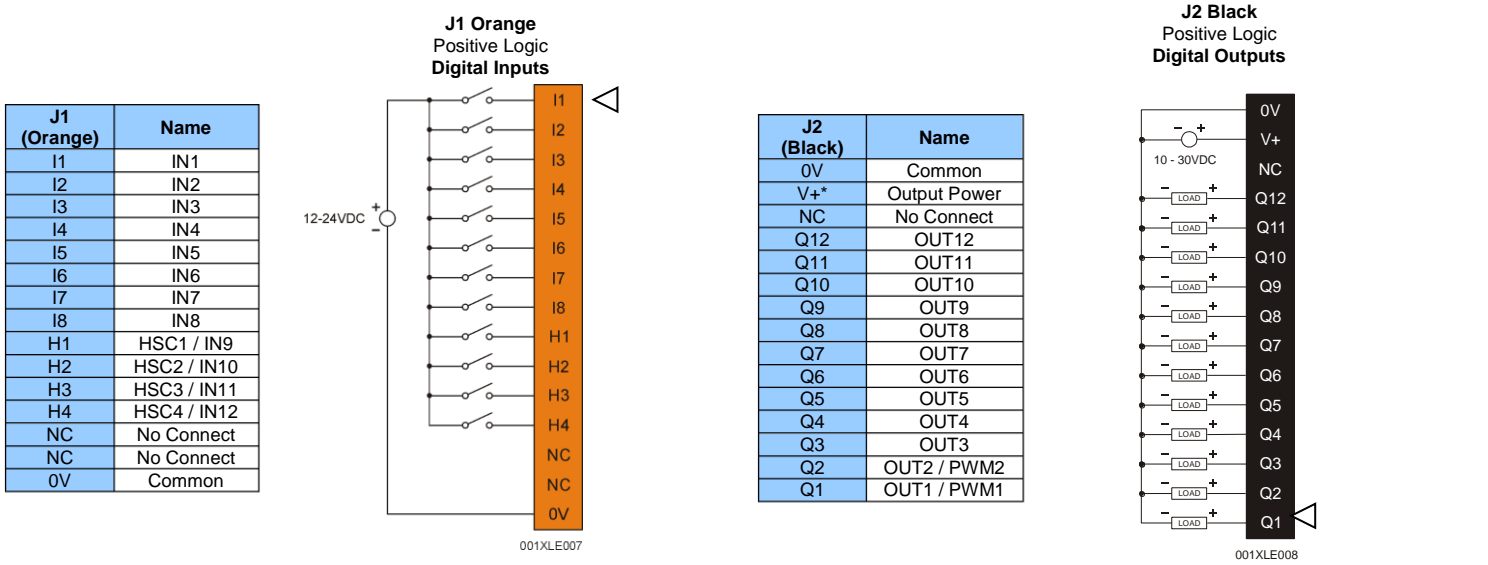 J1 (Orange) Name
I1 IN1
I2 IN2
I3 IN3
I4 IN4
I5 IN5
I6 IN6
I7 IN7
I8 IN8
H1 HSC1 / IN9
H2 HSC2 / IN10
H3 HSC3 / IN11
H4 HSC4 / IN12
NC No Connect
NC No Connect
0V Common
J1 Orange
Positive Logic
Digital Inputs
12-24VDC
+
-
I1
I2
I3
I4
I5
I6
I7
I8
H1
H2
H3
H4
NC
NC
0V
001XLE007
J2 (Black) Name
0V Common
V+* Output Power
NC No Connect
Q12 OUT12
Q11 OUT11
Q10 OUT10
Q9 OUT9
Q8 OUT8
Q7 OUT7
Q6 OUT6
Q5 OUT5
Q4 OUT4
Q3 OUT3
Q2 OUT2 / PWM2
Q1 OUT1 / PWM1
J2 Black
Positive Logic
Digital Outputs
0V
- + V+
10 - 30VDC
NC
- LOAD + Q12
- LOAD + Q11
- LOAD + Q10
- LOAD + Q9
- LOAD + Q8
- LOAD + Q7
- LOAD + Q6
- LOAD + Q5
- LOAD + Q4
- LOAD + Q3
- LOAD + Q2
- LOAD + Q1
001XLE008